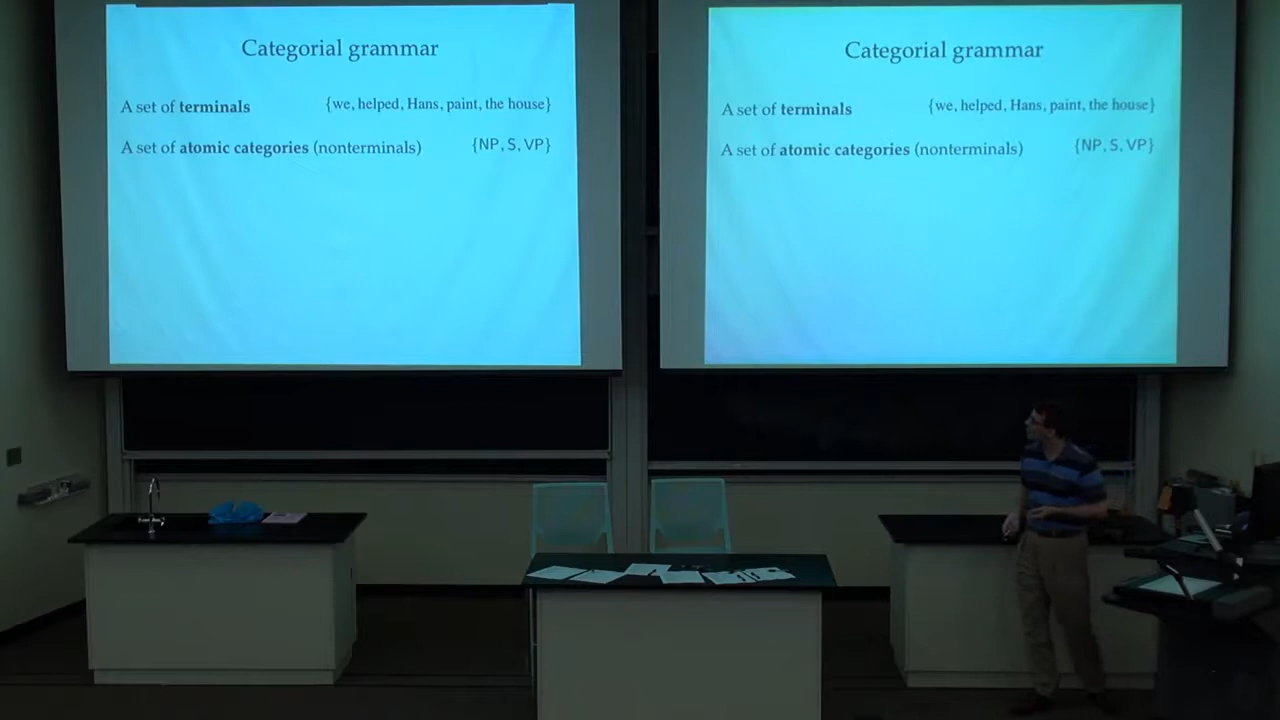 Categorial grammar
A set of terminals {we, helped, Hans, paint, the house}
A set of atomic categories (nonterminals) {NP, S, VP}
Categorial grammar
A set of terminals {we, helped, Hans, paint, the house}
A set of atomic categories (nonterminals) {NP, S, VP}